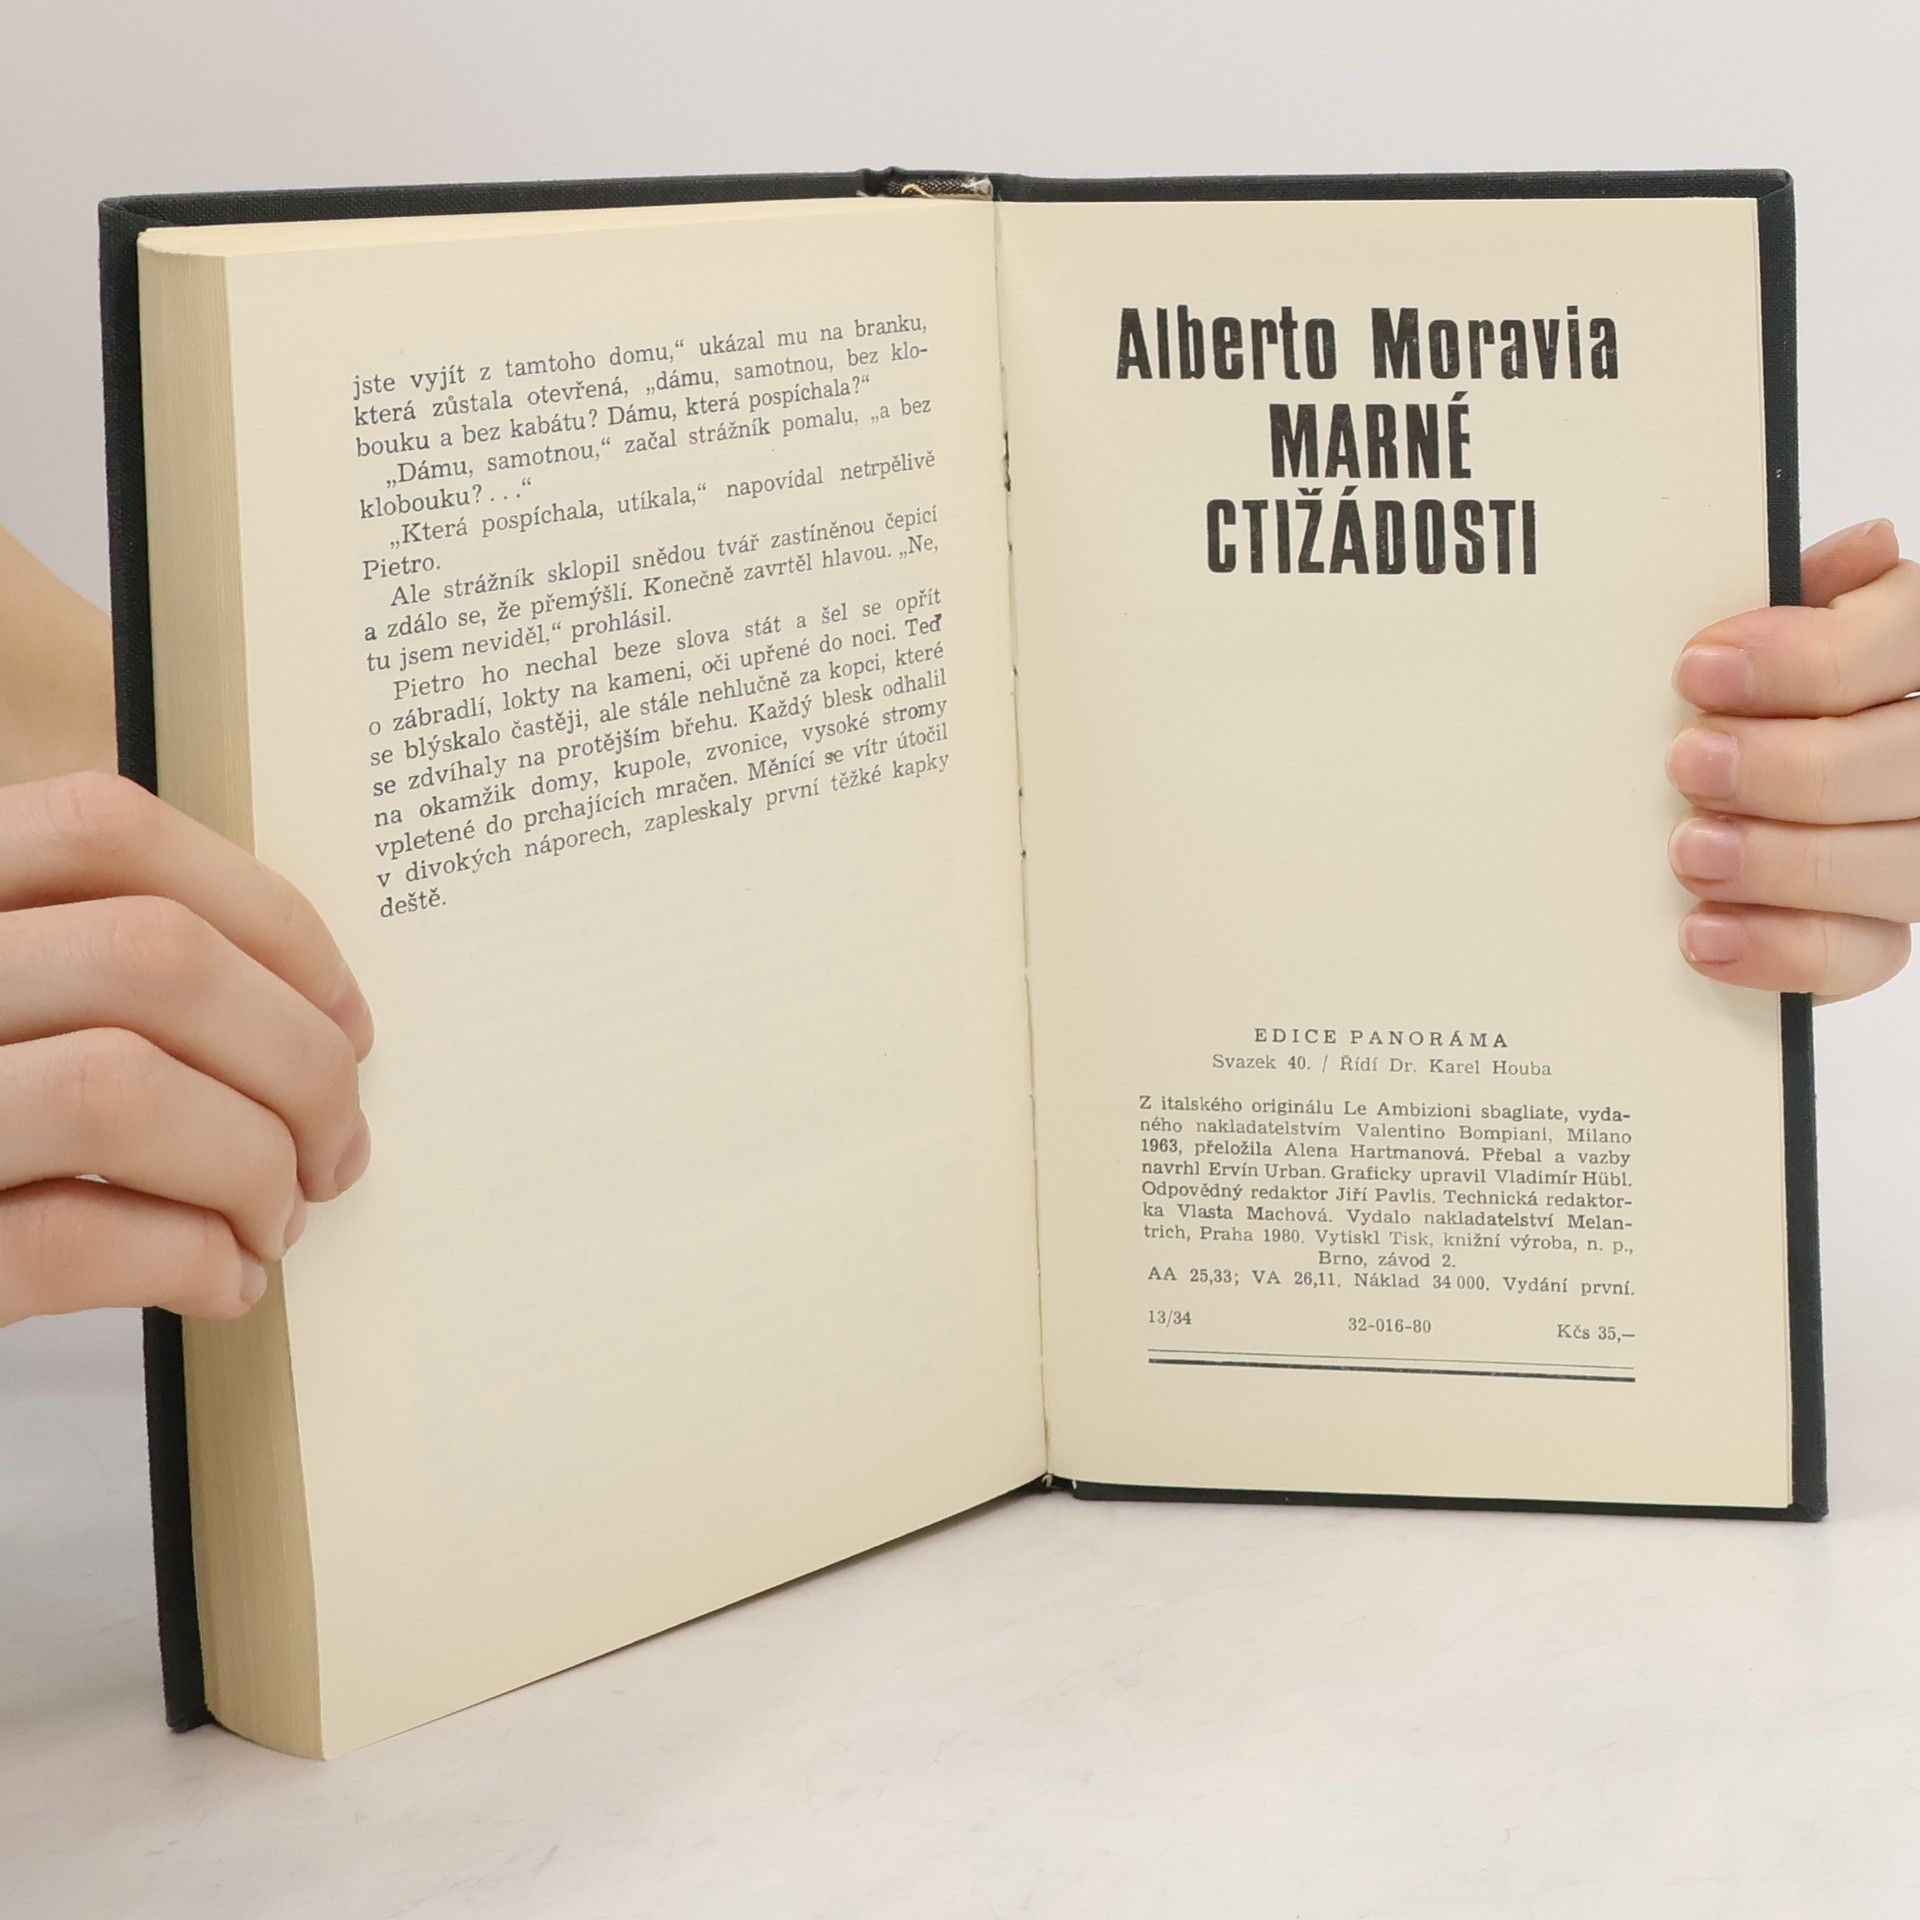 jste vyjít z tamtoho domu,“ ukázal mu na branku,
která zůstala otevřená, „dámu, samotnou, bez klo-
bouku a bez kabátu? Dámu, která pospíchala?“
„Dámu, samotnou,“ začal strážník pomalu, „a bez
klobouku? . . .“
„Která pospíchala, utíkala,“ napovídal netrpělivě
Pietro.
Ale strážník sklopil snědou tvář zastíněnou čepicí
a zdálo se, že přemýšlí. Konečně zavrtěl hlavou. „Ne,
tu jsem neviděl,“ prohlásil.
Pietro ho nechal beze slova stát a šel se opřít
o zábradlí, lokty na kameni, oči upřené do noci. Teď
se blýskalo častěji, ale stále nehlučně za kopci, které
se zdvíhaly na protějším břehu. Každý blesk odhalil
na okamžik domy, kupole, zvonice, vysoké stromy
vpletené do prchajících mračen. Měnící se vítr útočil
v divokých náporech, zapleskaly první těžké kapky
deště.
Alberto Moravia
MARNÉ
CTIŽÁDOSTI
EDICE PANORÁMA
Svazek 40. / Řídí Dr. Karel Houba
Z italského originálu Le Ambizioni sbagliate, vyda-
ného nakladatelstvím Valentino Bompiani, Milano
1963, přeložila Alena Hartmanová. Přebal a vazby
navrhl Ervín Urban. Graficky upravil Vladimír Hübl.
Odpovědný redaktor Jiří Pavlis. Technická redaktor-
ka Vlasta Machová. Vydalo nakladatelství Melan-
trich, Praha 1980. Vytiskl Tisk, knižní výroba, n. p.,
Brno, závod 2.
AA 25,33; VA 26,11. Náklad 34 000. Vydání první.
13/34 32-016-80 Kčs 35,—